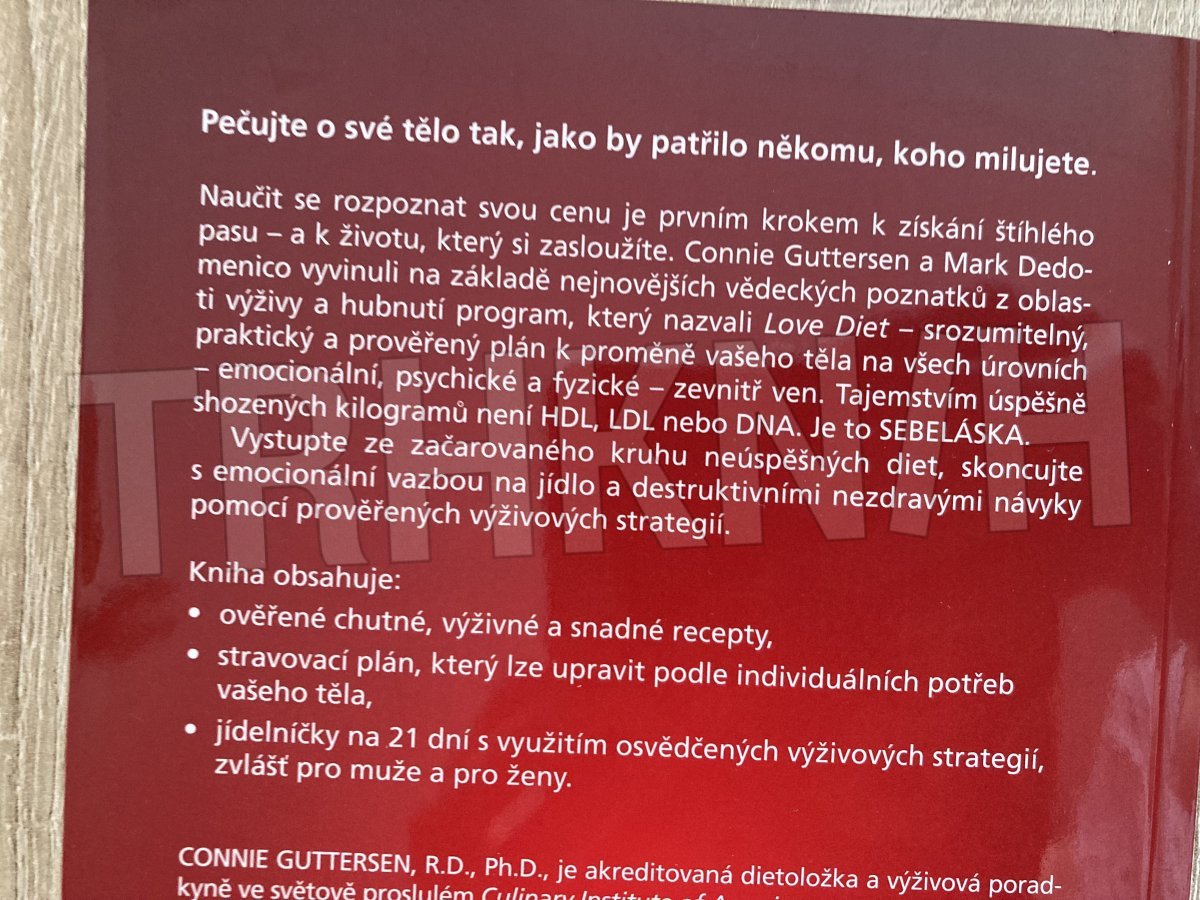 Pečujte o své tělo tak, jako by patřilo někomu, koho milujete.
Naučit se rozpoznat svou cenu je prvním krokem k získání štíhlého
pasu – a k životu, který si zasloužíte. Connie Guttersen a Mark Dedo-
menico vyvinuli na základě nejnovějších vědeckých poznatků z oblas-
ti výživy a hubnutí program, který nazvali Love Diet – srozumitelný,
praktický a prověřený plán k proměně vašeho těla na všech úrovních
– emocionální, psychické a fyzické – zevnitř ven. Tajemstvím úspěšně
shozených kilogramů není HDL, LDL nebo DNA. Je to SEBELÁSKA.
Vystupte ze začarovaného kruhu neúspěšných diet, skoncujte
s emocionální vazbou na jídlo a destruktivními nezdravými návyky
pomocí prověřených výživových strategií.
Kniha obsahuje:
• ověřené chutné, výživné a snadné recepty,
• stravovací plán, který lze upravit podle individuálních potřeb
vašeho těla,
• jídelníčky na 21 dní s využitím osvědčených výživových strategií,
zvlášť pro muže a pro ženy.
CONNIE GUTTERSEN, R.D., Ph.D., je akreditovaná dietoložka a výživová porad-
kyně ve světově proslulém Culinary Institute of
TRHKNIH